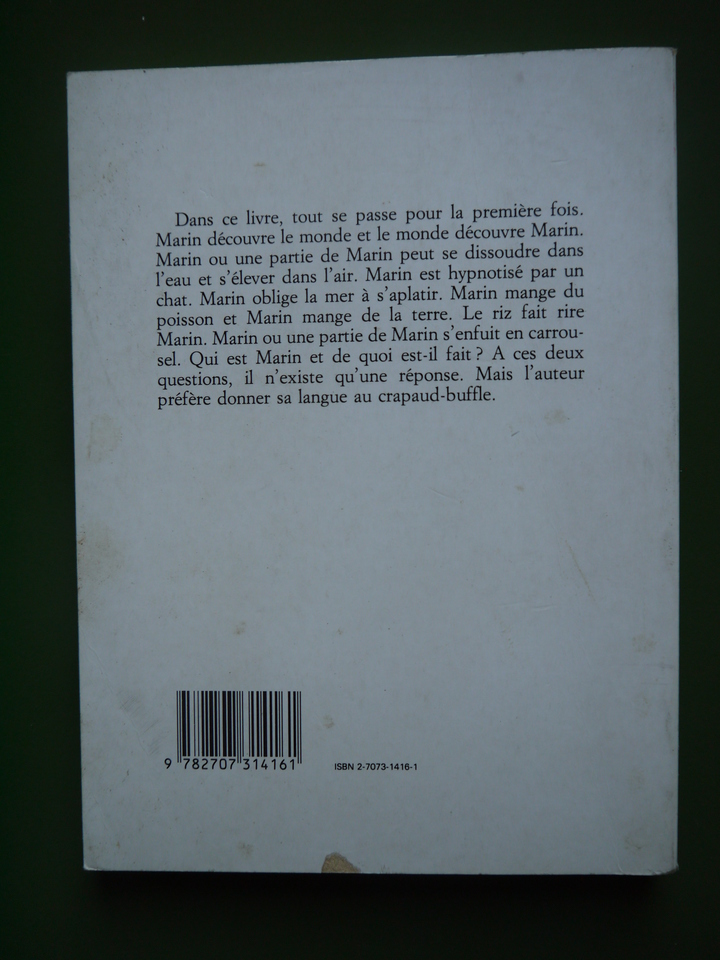 Dans ce livre, tout se passe pour la première fois.
Marin découvre le monde et le monde découvre Marin.
Marin ou une partie de Marin peut se dissoudre dans
l'eau et s'élever dans l'air. Marin est hypnotisé par un
chat. Marin oblige la mer à s'aplatir. Marin mange du
poisson et Marin mange de la terre. Le riz fait rire
Marin. Marin ou une partie de Marin s'enfuit en carrou-
sel. Qui est Marin et de quoi est-il fait ? A ces deux
questions, il n'existe qu'une réponse. Mais l'auteur
préfère donner sa langue au crapaud-buffle.
9 782707 314161
ISBN 2-7073-1416-1